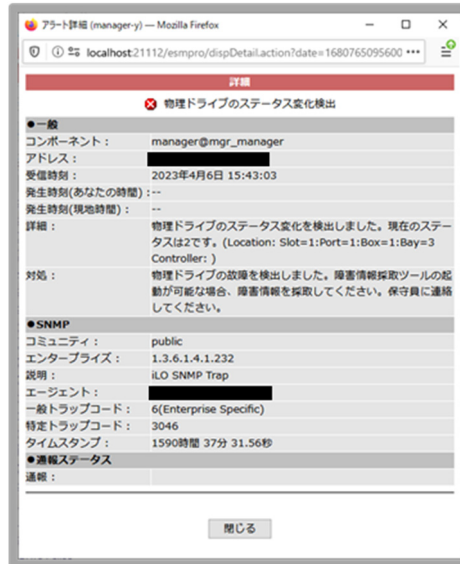 アラート詳細 (manager-y) — Mozilla Firefox
localhost:21112/esmpro/dispDetail.action?date=1680765095600 •••
詳細
物理ドライブのステータス変化検出
●一般
コンポーネント： manager@mgr_manager
アドレス：
受信時刻： 2023年4月6日 15:43:03
発生時刻(あなたの時間)：--
発生時刻(現地時間)： --
詳細： 物理ドライブのステータス変化を検出しました。現在のステー
タスは2です。(Location: Slot=1:Port=1:Box=1:Bay=3
Controller: )
対処： 物理ドライブの故障を検出しました。障害情報採取ツールの起
動が可能な場合、障害情報を採取してください。保守員に連絡
してください。
●SNMP
コミュニティ： public
エンタープライズ： 1.3.6.1.4.1.232
説明： iLO SNMP Trap
エージェント：
一般トラップコード： 6(Enterprise Specific)
特定トラップコード： 3046
タイムスタンプ： 1590時間 37分 31.56秒
●通報ステータス
通報：
閉じる